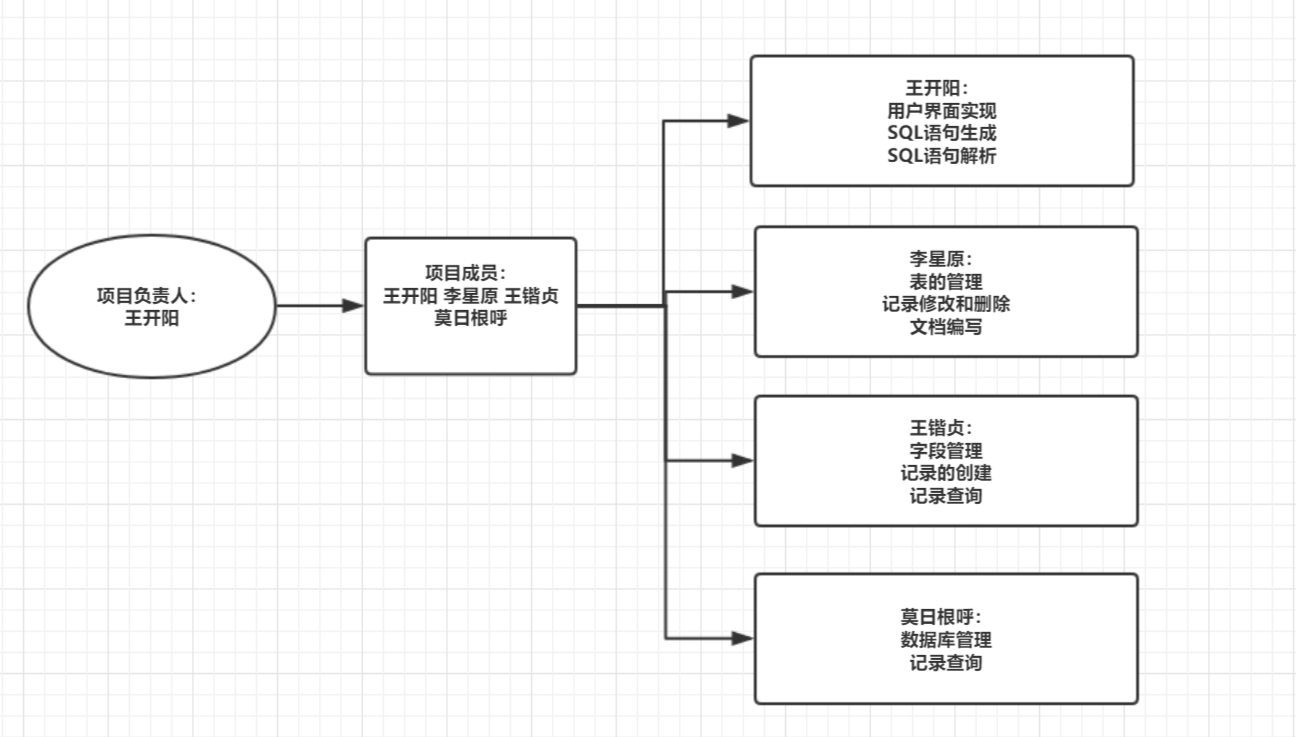 项目负责人：
王开阳
项目成员：
王开阳 李星原 王锴贞
莫日根呼
王开阳：
用户界面实现
SQL语句生成
SQL语句解析
李星原：
表的管理
记录修改和删除
文档编写
王锴贞：
字段管理
记录的创建
记录查询
莫日根呼：
数据库管理
记录查询